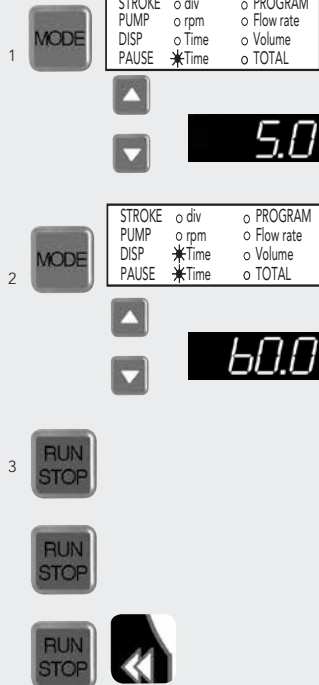 STROKE o div o PROGRAM
PUMP o rpm o Flow rate
DISP o Time o Volume
PAUSE Time o TOTAL
1 MODE
5.0
STROKE o div o PROGRAM
PUMP o rpm o Flow rate
DISP Time o Volume
PAUSE Time o TOTAL
2 MODE
60.0
3 RUN
STOP
RUN
STOP
RUN
STOP